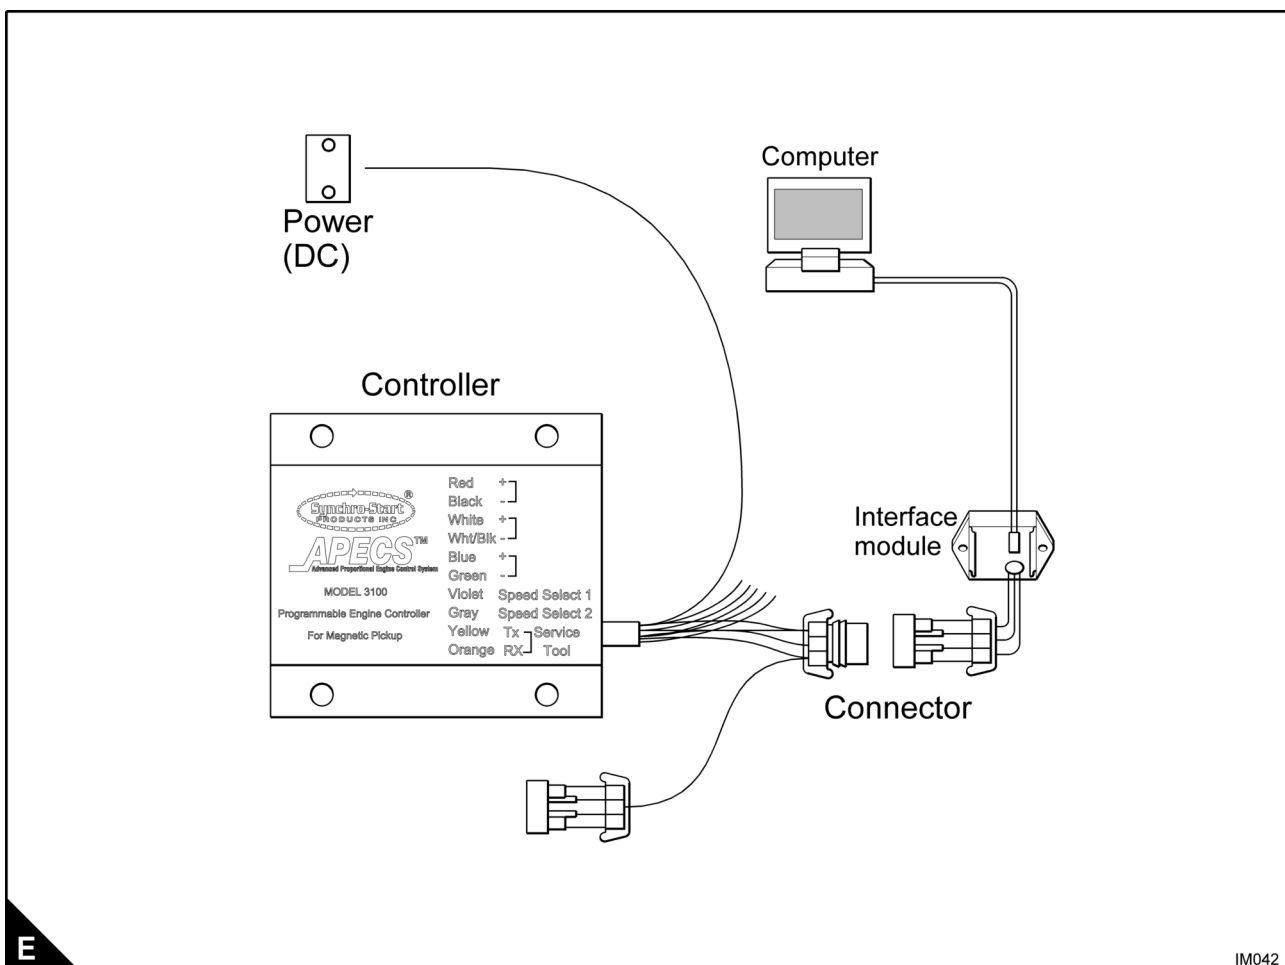 Computer
Power
(DC)
Controller
Synchro-Start®
PRODUCTS INC
APECS™
Advanced Proportional Engine Control System
MODEL 3100
Programmable Engine Controller
For Magnetic Pickup
Red +
Black -
White +
Wht/Blk -
Blue +
Green -
Violet Speed Select 1
Gray Speed Select 2
Yellow Tx Service
Orange RX Tool
Interface
module
Connector
E
IM042